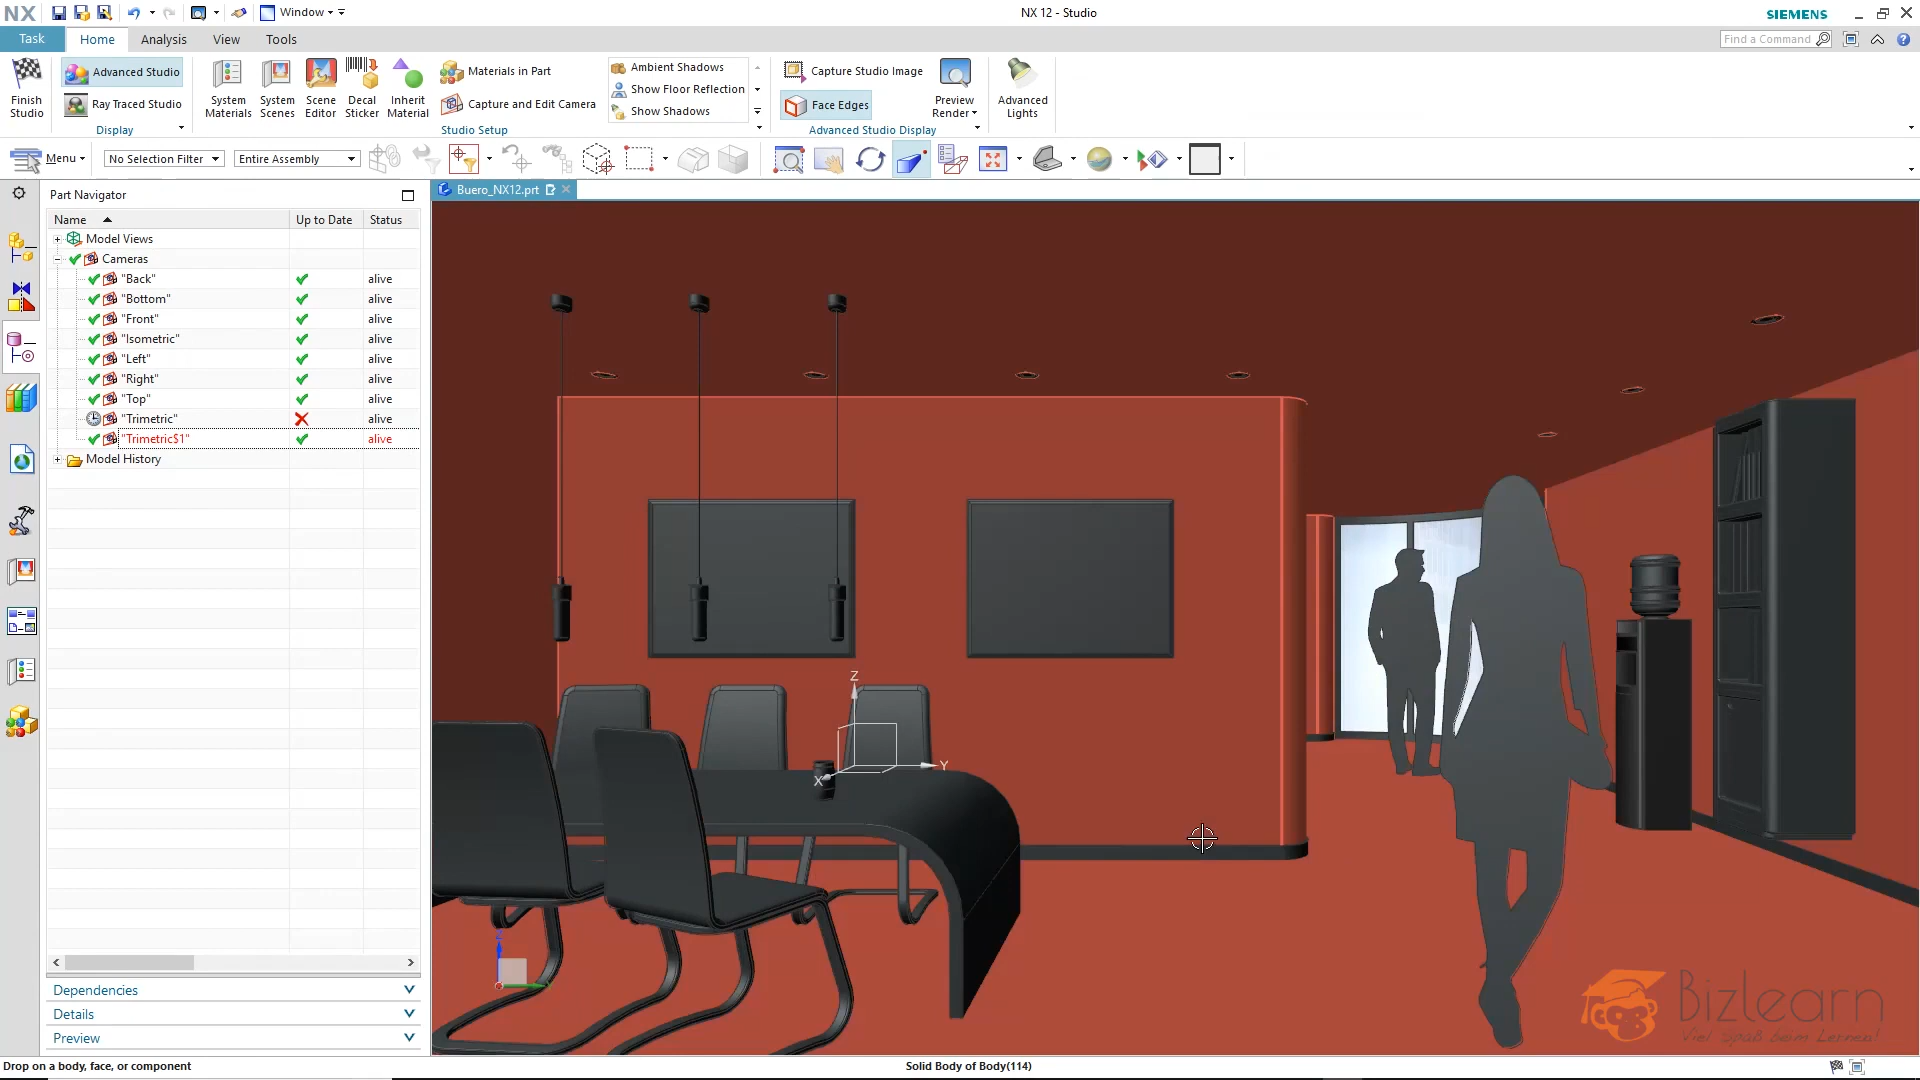 NX
Window
NX 12 - Studio
SIEMENS
Task
Home
Analysis
View
Tools
Find a Command
Finish
Studio
Advanced Studio
Ray Traced Studio
Display
System
Materials
System
Scenes
Scene
Editor
Decal
Sticker
Inherit
Material
Materials in Part
Capture and Edit Camera
Studio Setup
Ambient Shadows
Show Floor Reflection
Show Shadows
Capture Studio Image
Face Edges
Preview
Render
Advanced Studio Display
Advanced
Lights
Menu
No Selection Filter
Entire Assembly
Part Navigator
Buero_NX12.prt
Name
Up to Date
Status
Model Views
Cameras
"Back"
alive
"Bottom"
alive
"Front"
alive
"Isometric"
alive
"Left"
alive
"Right"
alive
"Top"
alive
"Trimetric"
alive
"Trimetric$1"
alive
Model History
Z
Y
X
Dependencies
Details
Preview
Bizlearn
Viel Spaß beim Lernen!
Drop on a body, face, or component
Solid Body of Body(114)